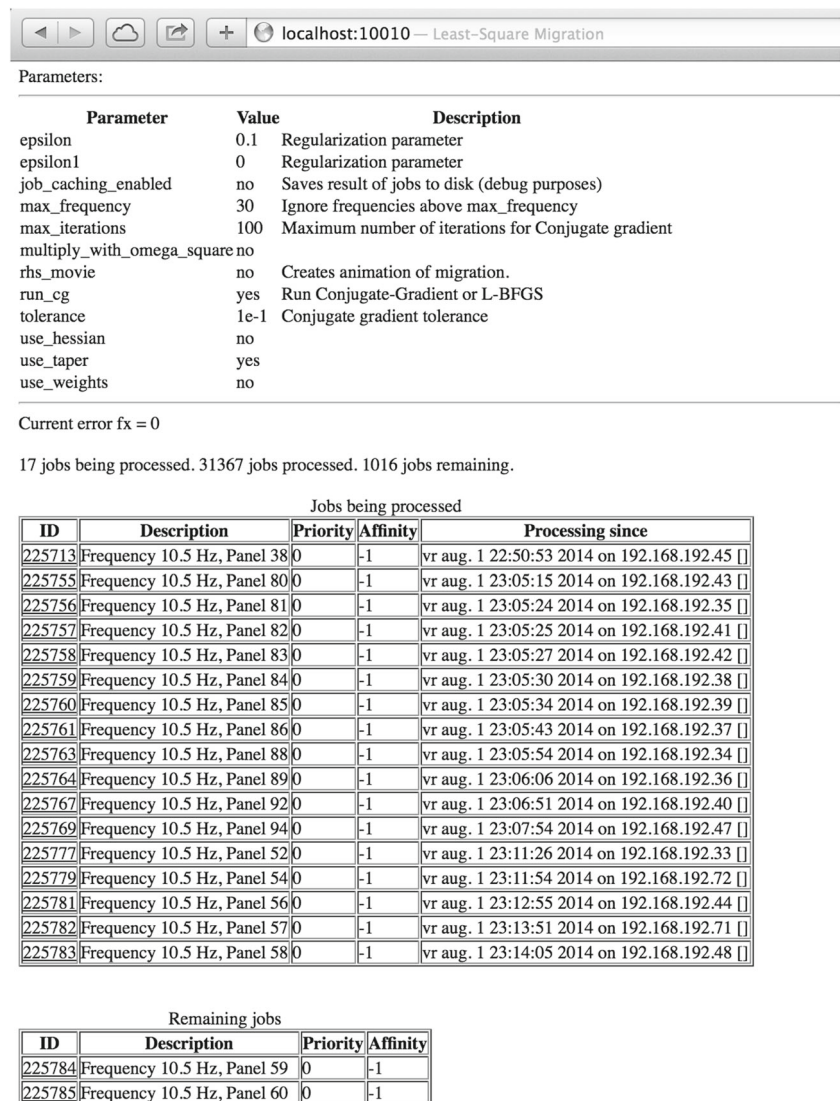 localhost:10010 — Least-Square Migration
Parameters:
Parameter Value Description
epsilon 0.1 Regularization parameter
epsilon1 0 Regularization parameter
job_caching_enabled no Saves result of jobs to disk (debug purposes)
max_frequency 30 Ignore frequencies above max_frequency
max_iterations 100 Maximum number of iterations for Conjugate gradient
multiply_with_omega_square no
rhs_movie no Creates animation of migration.
run_cg yes Run Conjugate-Gradient or L-BFGS
tolerance 1e-1 Conjugate gradient tolerance
use_hessian no
use_taper yes
use_weights no
Current error fx = 0
17 jobs being processed. 31367 jobs processed. 1016 jobs remaining.
Jobs being processed
ID Description Priority Affinity Processing since
225713 Frequency 10.5 Hz, Panel 38 0 -1 vr aug. 1 22:50:53 2014 on 192.168.192.45 []
225755 Frequency 10.5 Hz, Panel 80 0 -1 vr aug. 1 23:05:15 2014 on 192.168.192.43 []
225756 Frequency 10.5 Hz, Panel 81 0 -1 vr aug. 1 23:05:24 2014 on 192.168.192.35 []
225757 Frequency 10.5 Hz, Panel 82 0 -1 vr aug. 1 23:05:25 2014 on 192.168.192.41 []
225758 Frequency 10.5 Hz, Panel 83 0 -1 vr aug. 1 23:05:27 2014 on 192.168.192.42 []
225759 Frequency 10.5 Hz, Panel 84 0 -1 vr aug. 1 23:05:30 2014 on 192.168.192.38 []
225760 Frequency 10.5 Hz, Panel 85 0 -1 vr aug. 1 23:05:34 2014 on 192.168.192.39 []
225761 Frequency 10.5 Hz, Panel 86 0 -1 vr aug. 1 23:05:43 2014 on 192.168.192.37 []
225763 Frequency 10.5 Hz, Panel 88 0 -1 vr aug. 1 23:05:54 2014 on 192.168.192.34 []
225764 Frequency 10.5 Hz, Panel 89 0 -1 vr aug. 1 23:06:06 2014 on 192.168.192.36 []
225767 Frequency 10.5 Hz, Panel 92 0 -1 vr aug. 1 23:06:51 2014 on 192.168.192.40 []
225769 Frequency 10.5 Hz, Panel 94 0 -1 vr aug. 1 23:07:54 2014 on 192.168.192.47 []
225777 Frequency 10.5 Hz, Panel 52 0 -1 vr aug. 1 23:11:26 2014 on 192.168.192.33 []
225779 Frequency 10.5 Hz, Panel 54 0 -1 vr aug. 1 23:11:54 2014 on 192.168.192.72 []
225781 Frequency 10.5 Hz, Panel 56 0 -1 vr aug. 1 23:12:55 2014 on 192.168.192.44 []
225782 Frequency 10.5 Hz, Panel 57 0 -1 vr aug. 1 23:13:51 2014 on 192.168.192.71 []
225783 Frequency 10.5 Hz, Panel 58 0 -1 vr aug. 1 23:14:05 2014 on 192.168.192.48 []
Remaining jobs
ID Description Priority Affinity
225784 Frequency 10.5 Hz, Panel 59 0 -1
225785 Frequency 10.5 Hz, Panel 60 0 -1